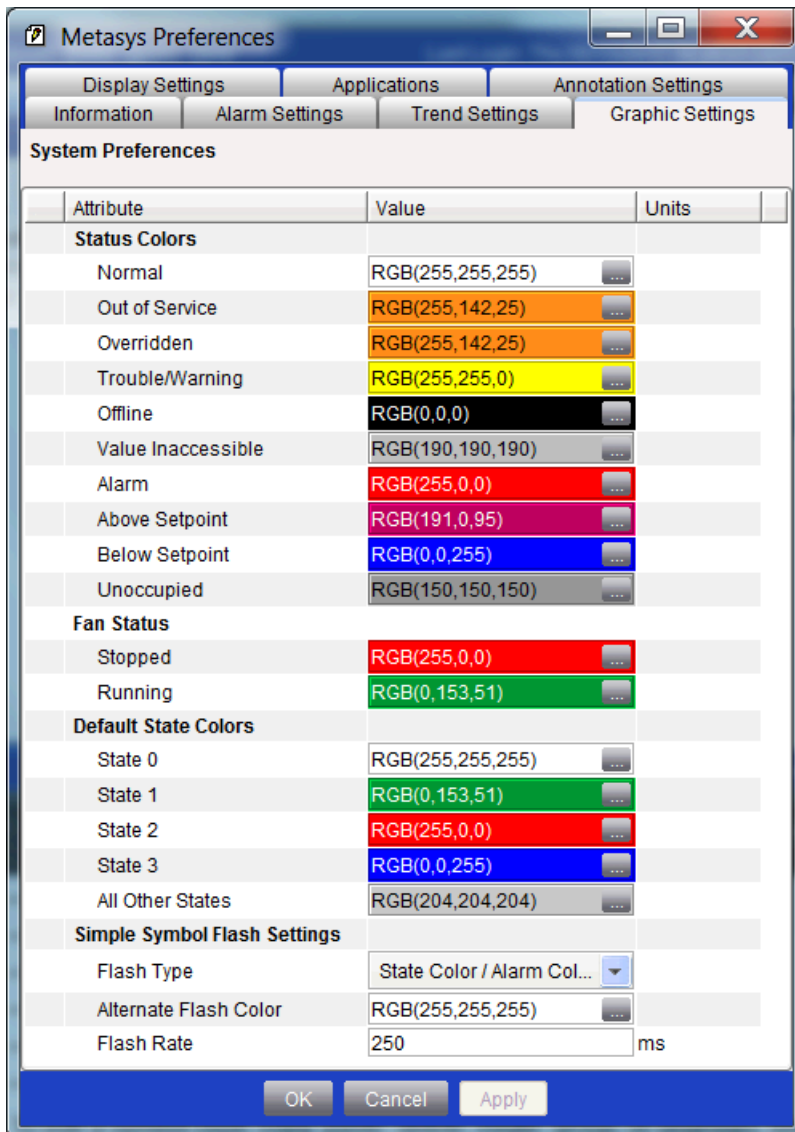 Metasys Preferences
Display Settings Applications Annotation Settings
Information Alarm Settings Trend Settings Graphic Settings
System Preferences
Attribute Value Units
Status Colors
Normal RGB(255,255,255) ...
Out of Service RGB(255,142,25) ...
Overridden RGB(255,142,25) ...
Trouble/Warning RGB(255,255,0) ...
Offline RGB(0,0,0) ...
Value Inaccessible RGB(190,190,190) ...
Alarm RGB(255,0,0) ...
Above Setpoint RGB(191,0,95) ...
Below Setpoint RGB(0,0,255) ...
Unoccupied RGB(150,150,150) ...
Fan Status
Stopped RGB(255,0,0) ...
Running RGB(0,153,51) ...
Default State Colors
State 0 RGB(255,255,255) ...
State 1 RGB(0,153,51) ...
State 2 RGB(255,0,0) ...
State 3 RGB(0,0,255) ...
All Other States RGB(204,204,204) ...
Simple Symbol Flash Settings
Flash Type State Color / Alarm Col...
Alternate Flash Color RGB(255,255,255) ...
Flash Rate 250 ms
OK Cancel Apply